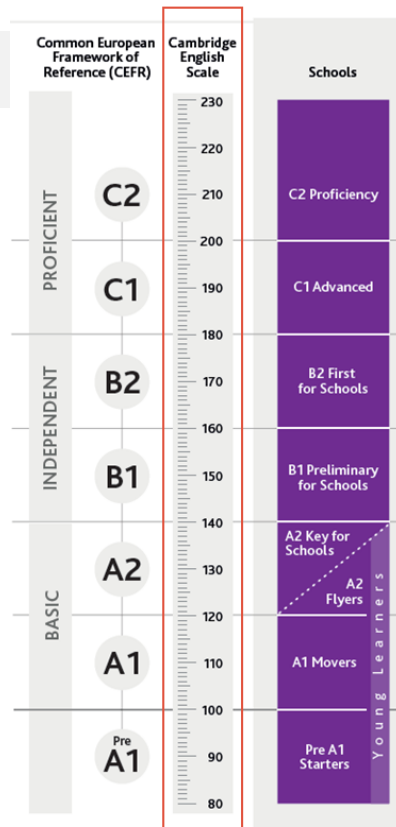 Common European
Framework of
Reference (CEFR)
Cambridge
English
Scale
Schools
PROFICIENT
INDEPENDENT
BASIC
C2
C1
B2
B1
A2
A1
Pre
A1
230
220
210
200
190
180
170
160
150
140
130
120
110
100
90
80
C2 Proficiency
C1 Advanced
B2 First
for Schools
B1 Preliminary
for Schools
A2 Key for
Schools
A2
Flyers
A1 Movers
Pre A1
Starters
Young Learners